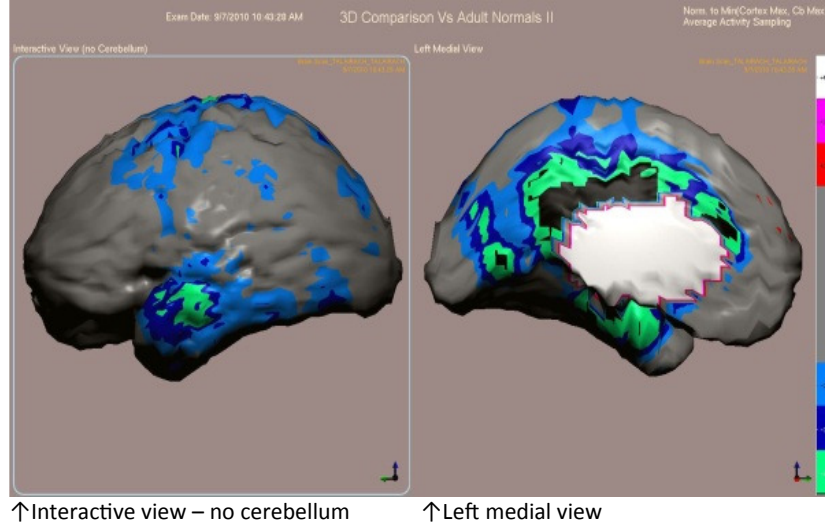 Exam Date: 9/7/2010 10:43:28 AM
3D Comparison Vs Adult Normals II
Norm. to Min(Cortex Max, Cb Max
Average Activity Sampling
Interactive View (no Cerebellum)
Left Medial View
↑Interactive view – no cerebellum
↑Left medial view